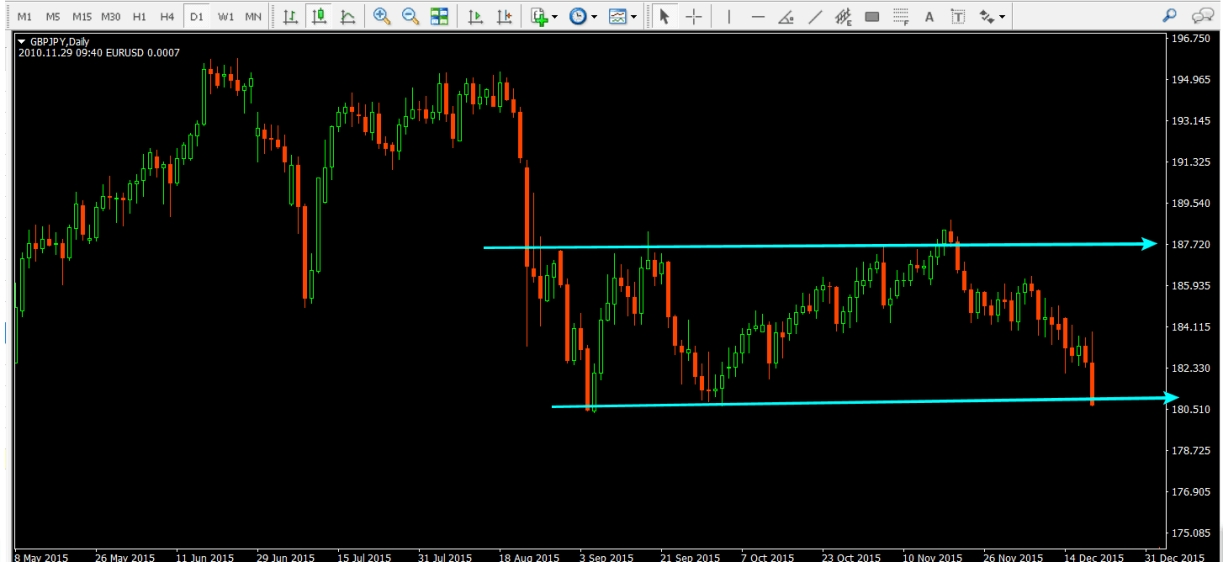 M1 M5 M15 M30 H1 H4 D1 W1 MN
E F A T
GBPJPY,Daily
2010.11.29 09:40 EURUSD 0.0007
196.750
194.965
193.145
191.325
189.540
187.720
185.935
184.115
182.330
180.510
178.725
176.905
175.085
8 May 2015 26 May 2015 11 Jun 2015 29 Jun 2015 15 Jul 2015 31 Jul 2015 18 Aug 2015 3 Sep 2015 21 Sep 2015 7 Oct 2015 23 Oct 2015 10 Nov 2015 26 Nov 2015 14 Dec 2015 31 Dec 2015